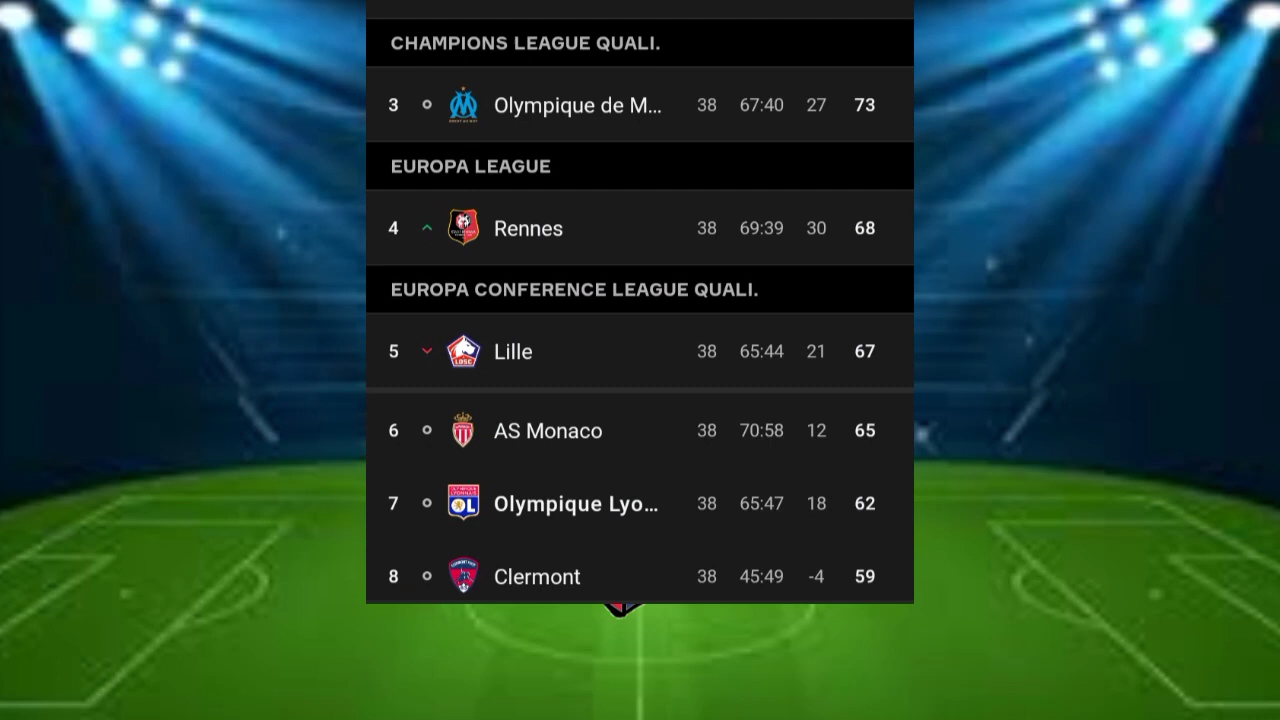 CHAMPIONS LEAGUE QUALI.
3 Olympique de M... 38 67:40 27 73
EUROPA LEAGUE
4 Rennes 38 69:39 30 68
EUROPA CONFERENCE LEAGUE QUALI.
5 LOSC Lille 38 65:44 21 67
6 AS Monaco 38 70:58 12 65
7 OL Olympique Lyo... 38 65:47 18 62
8 Clermont 38 45:49 -4 59